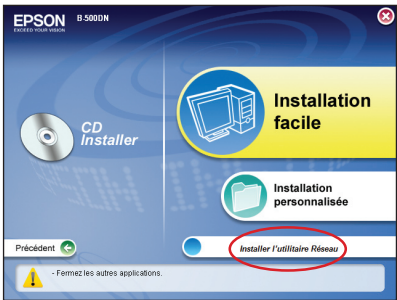 EPSON
EXCEED YOUR VISION
B-500DN
CD
Installer
Installation
facile
Installation
personnalisée
Précédent
Installer l'utilitaire Réseau
- Fermez les autres applications.